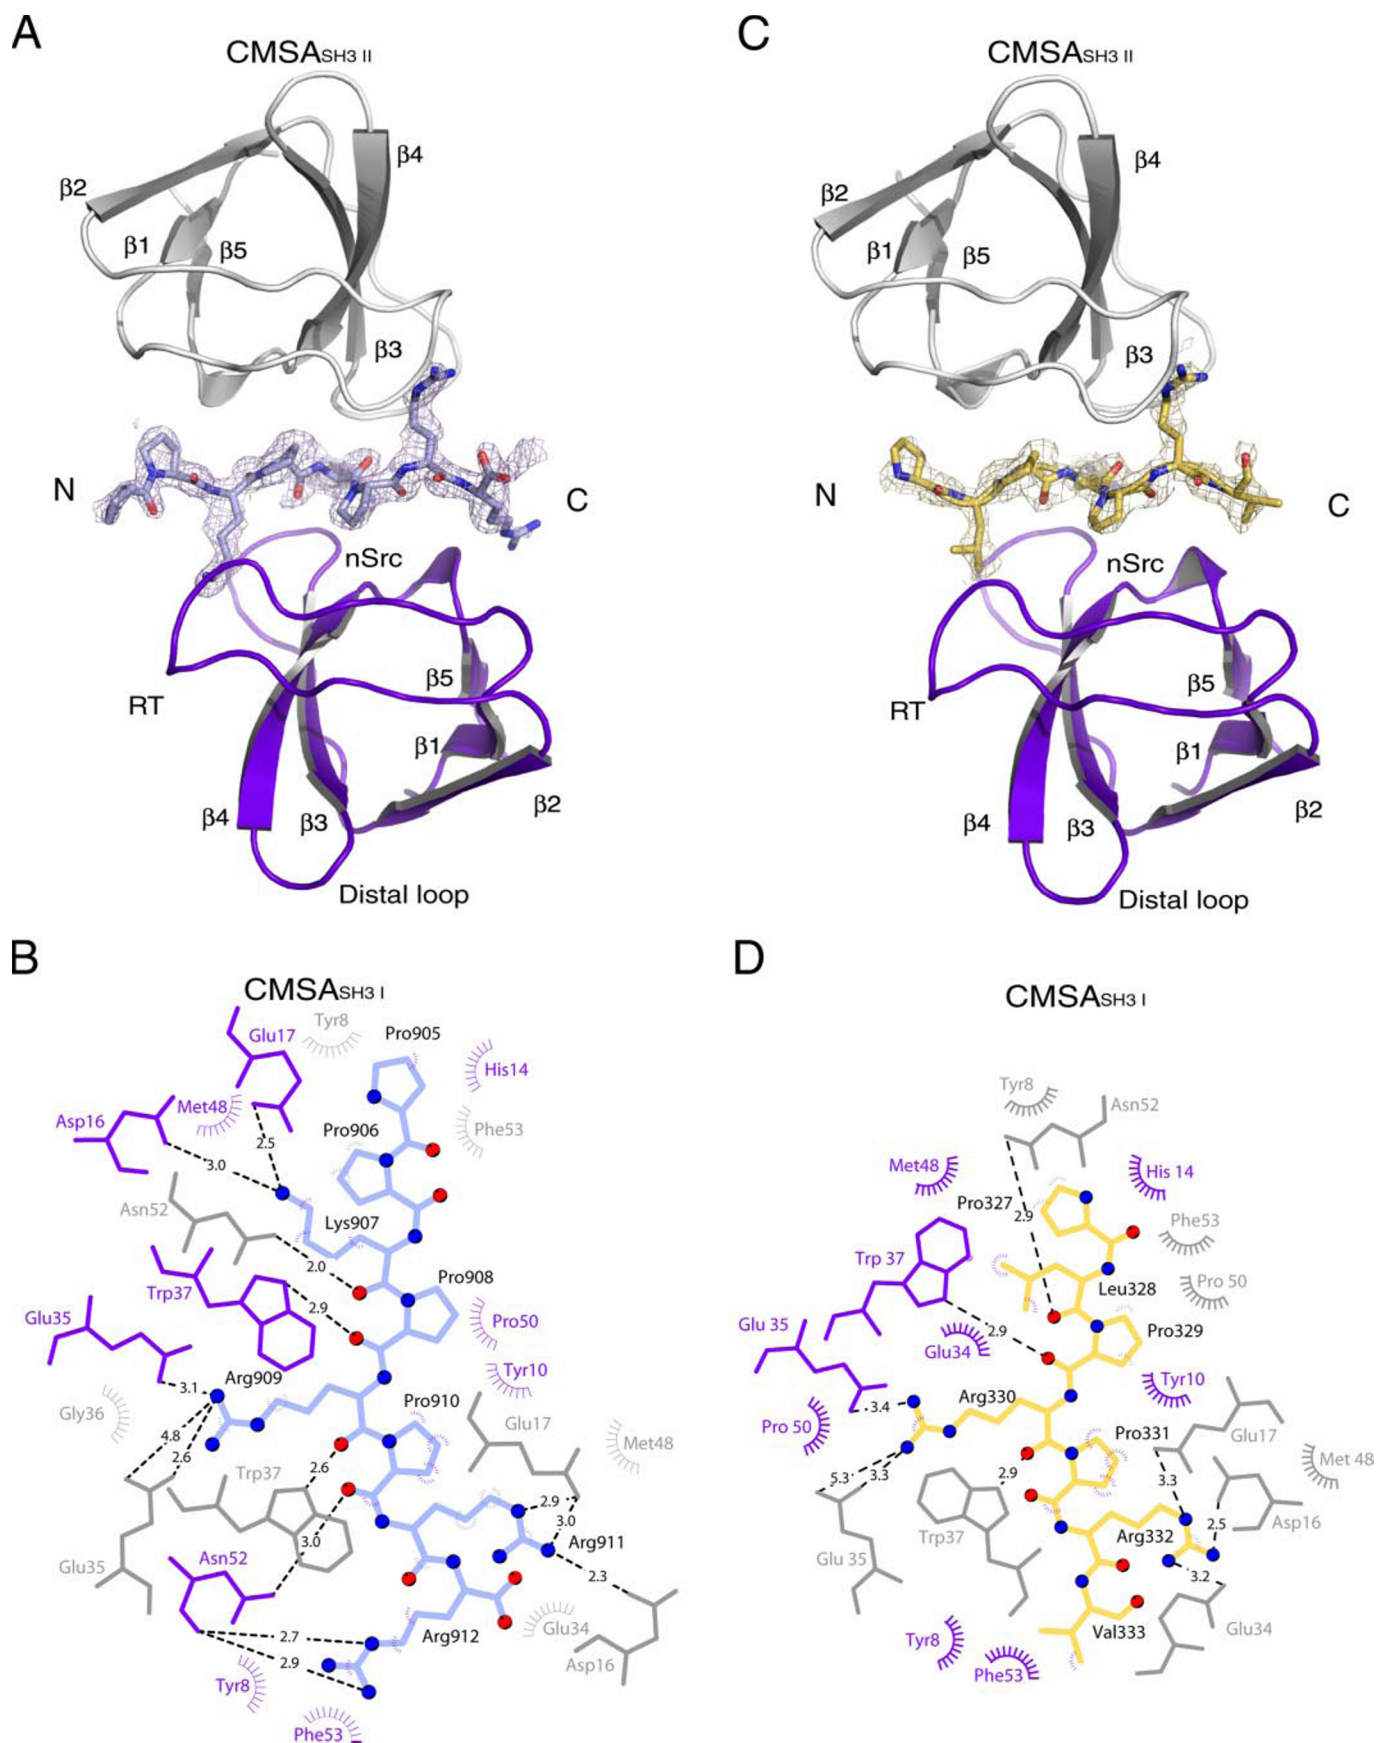 A
CMSASH3 II
β4
β2
β1
β5
β3
N
C
nSrc
RT
β5
β1
β2
β4
β3
Distal loop
C
CMSASH3 II
β4
β2
β1
β5
β3
N
C
nSrc
RT
β5
β1
β2
β4
β3
Distal loop
B
CMSASH3 I
Tyr8
Glu17
Pro905
His14
Met48
Asp16
2.5
Pro906
Phe53
3.0
Asn52
Lys907
2.0
Pro908
Trp37
2.9
Glu35
Pro50
Tyr10
3.1
Arg909
Pro910
Gly36
Glu17
4.8
Met48
2.6
Trp37
2.6
2.9
3.0
3.0
Arg911
Asn52
Glu35
2.3
Glu34
2.7
Arg912
2.9
Asp16
Tyr8
Phe53
D
CMSASH3 I
Tyr8
Asn52
Met48
His 14
Pro327
2.9
Phe53
Trp 37
Leu328
Pro 50
Glu 35
2.9
Pro329
Glu34
Tyr10
Arg330
3.4
Pro 50
Pro331
Glu17
Met 48
5.3
3.3
2.9
3.3
Trp37
Arg332
2.5
Asp16
Glu 35
3.2
Glu34
Val333
Tyr8
Phe53